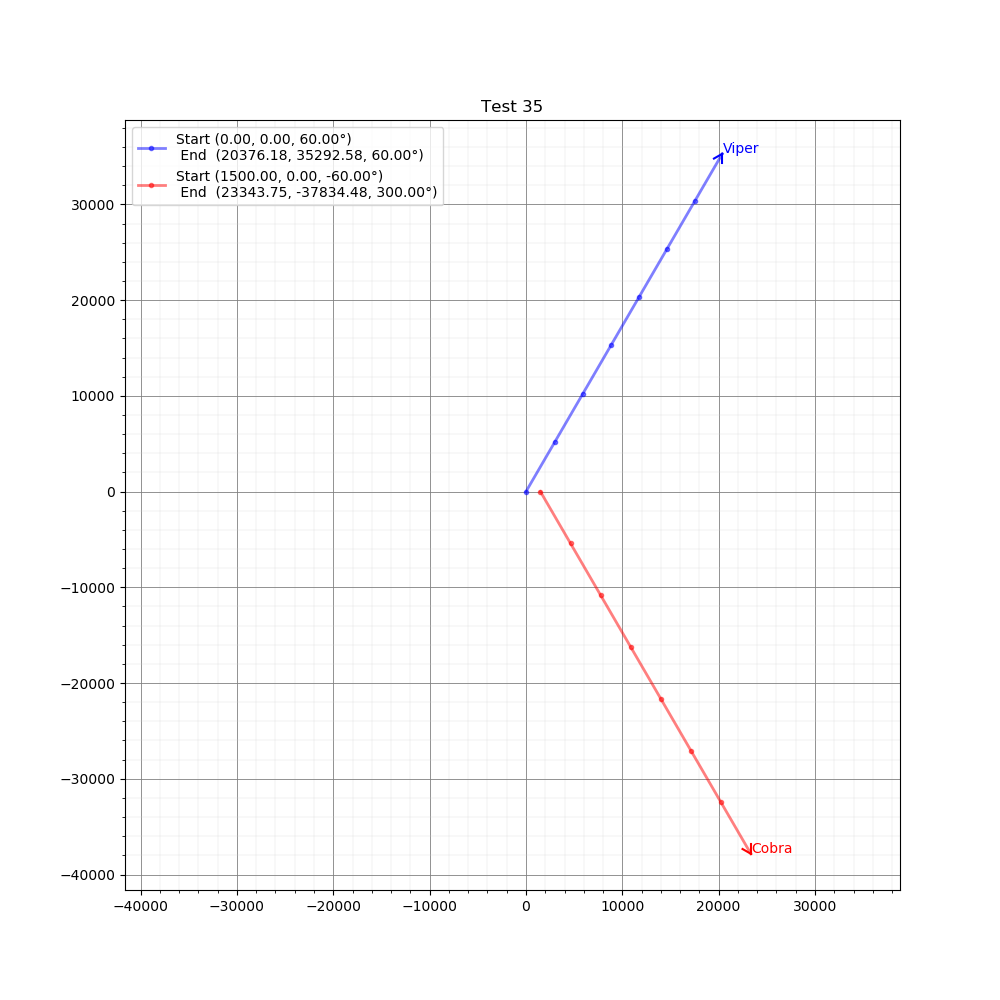 Test 35
Start (0.00, 0.00, 60.00°)
End  (20376.18, 35292.58, 60.00°)
Start (1500.00, 0.00, -60.00°)
End  (23343.75, -37834.48, 300.00°)
Viper
30000
20000
10000
0
−10000
−20000
−30000
−40000
Cobra
−40000 −30000 −20000 −10000 0 10000 20000 30000